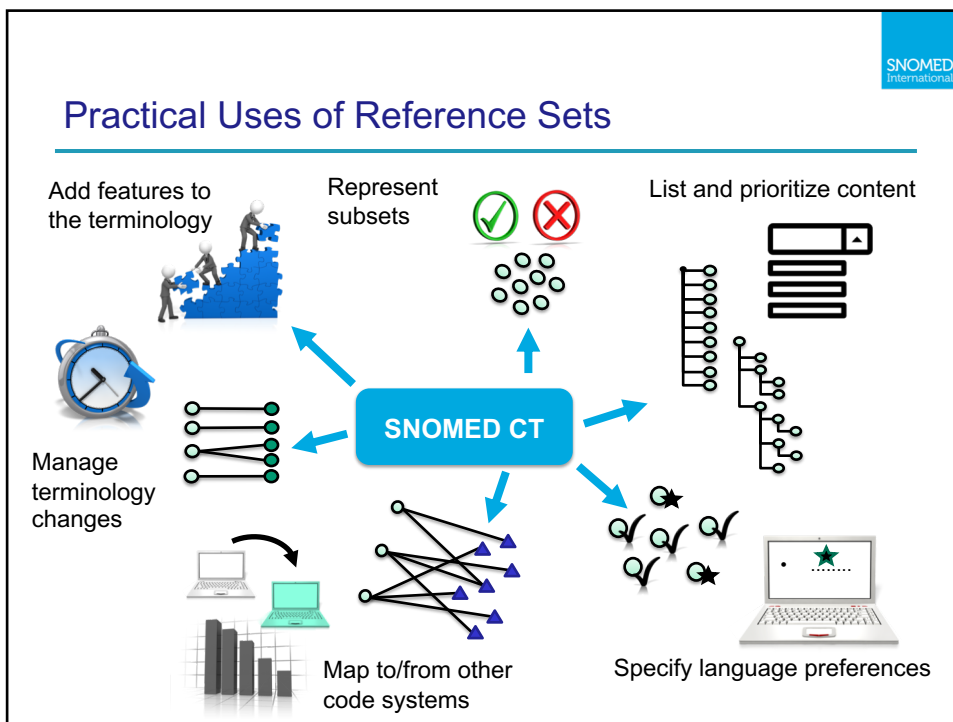 SNOMED
International
Practical Uses of Reference Sets
Add features to
the terminology
Represent
subsets
List and prioritize content
SNOMED CT
Manage
terminology
changes
Map to/from other
code systems
Specify language preferences